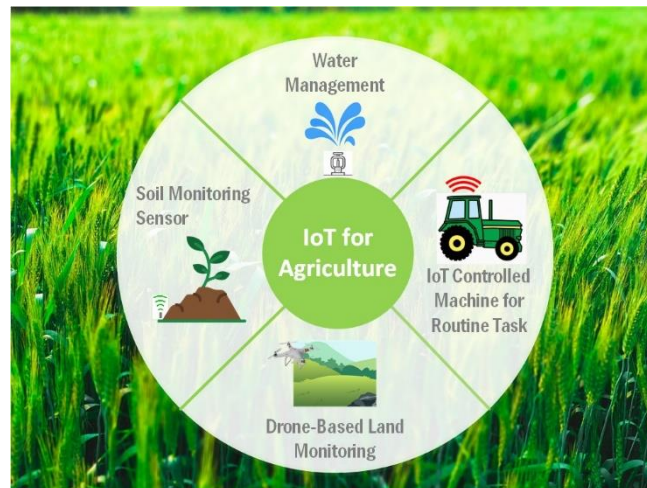 Water
Management
Soil Monitoring
Sensor
IoT for
Agriculture
IoT Controlled
Machine for
Routine Task
Drone-Based Land
Monitoring